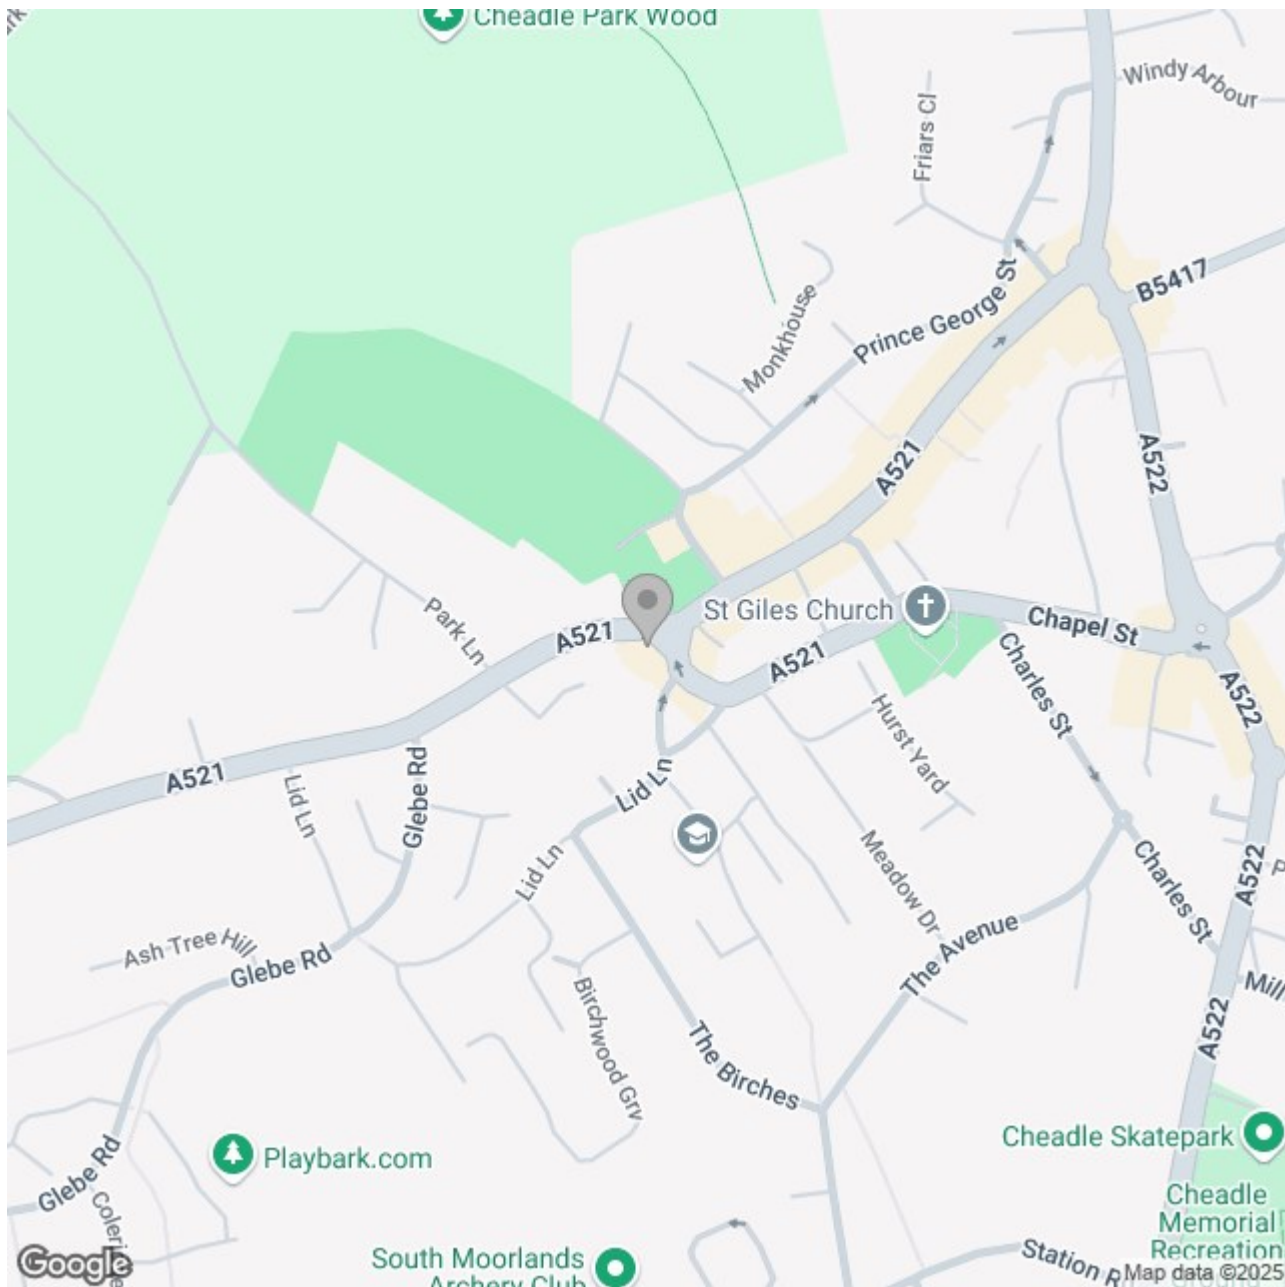 Cheadle Park Wood
Windy Arbour
Friars Cl
B5417
Prince George St
Monkhouse
A521
A522
Park Ln
A521
St Giles Church
Chapel St
A521
Charles St
A522
Hurst Yard
A521
Glebe Rd
Lid Ln
Lid Ln
Meadow Dr
Charles St
A522
Lid Ln
Ash Tree Hill
Glebe Rd
The Avenue
Mill
Birchwood Grv
A522
The Birches
Cheadle Skatepark
Playbark.com
Glebe Rd
Cheadle
Memorial
Recreation
South Moorlands
Archery Club
Station R
Google
Map data ©2025